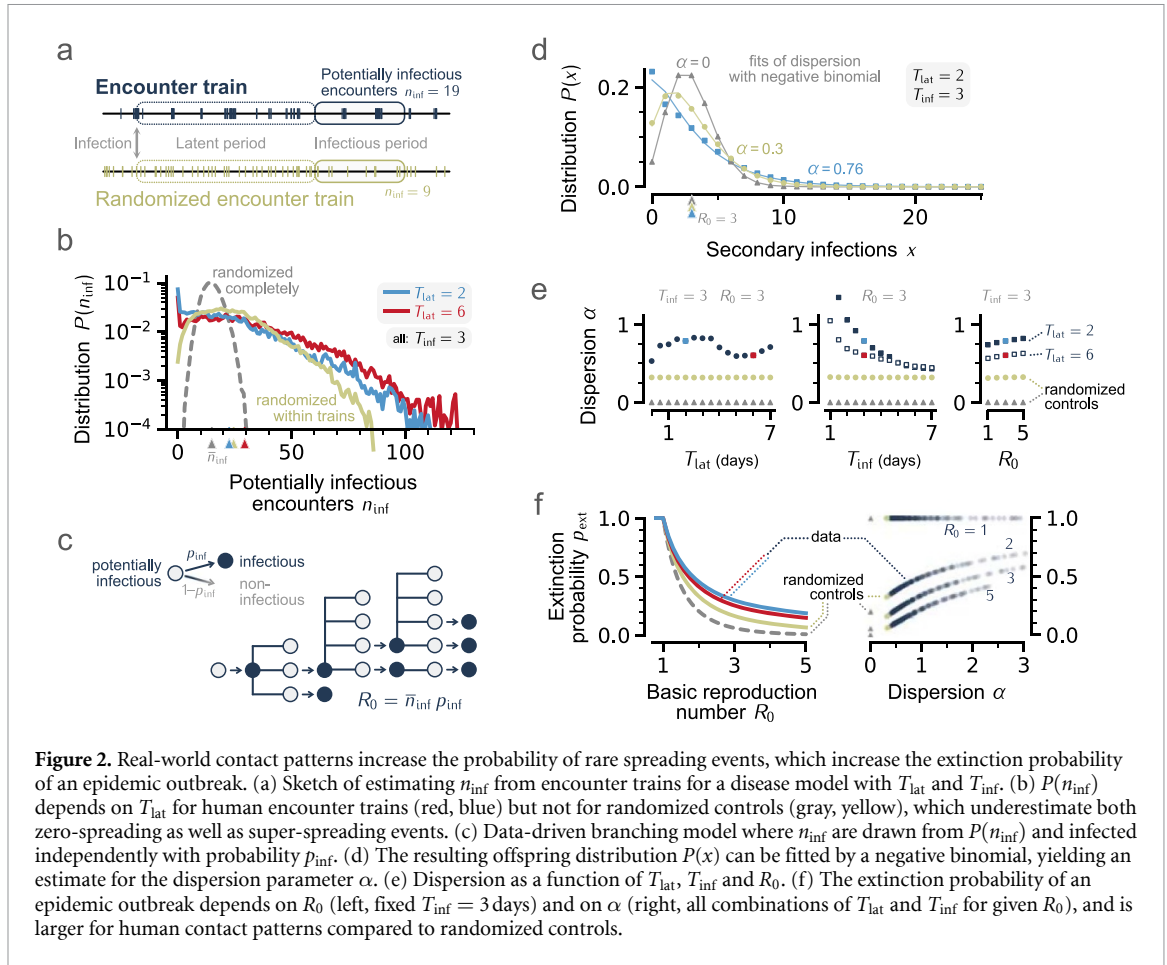 a
Encounter train
Potentially infectious
encounters n_inf = 19
Infection
Latent period
Infectious period
Randomized encounter train
n_inf = 9
b
Distribution P(n_inf)
10⁻¹
10⁻²
10⁻³
10⁻⁴
randomized
completely
T_lat = 2
T_lat = 6
all: T_inf = 3
randomized
within trains
n̄_inf
0
50
100
Potentially infectious
encounters n_inf
c
potentially
infectious
p_inf
infectious
1−p_inf
non-
infectious
R₀ = n̄_inf p_inf
d
Distribution P(x)
0.2
0.0
α = 0
fits of dispersion
with negative binomial
T_lat = 2
T_inf = 3
α = 0.3
α = 0.76
R₀ = 3
0
10
20
Secondary infections x
e
Dispersion α
T_inf = 3 R₀ = 3
1
0
1
7
T_lat (days)
R₀ = 3
1
0
1
7
T_inf (days)
T_inf = 3
1
0
1
5
R₀
T_lat = 2
T_lat = 6
randomized
controls
f
Extinction
probability p_ext
1.0
0.5
0.0
1
3
5
Basic reproduction
number R₀
data
randomized
controls
R₀ = 1
2
3
5
1.0
0.5
0.0
0
1
2
3
Dispersion α
Figure 2. Real-world contact patterns increase the probability of rare spreading events, which increase the extinction probability
of an epidemic outbreak. (a) Sketch of estimating n_inf from encounter trains for a disease model with T_lat and T_inf. (b) P(n_inf)
depends on T_lat for human encounter trains (red, blue) but not for randomized controls (gray, yellow), which underestimate both
zero-spreading as well as super-spreading events. (c) Data-driven branching model where n_inf are drawn from P(n_inf) and infected
independently with probability p_inf. (d) The resulting offspring distribution P(x) can be fitted by a negative binomial, yielding an
estimate for the dispersion parameter α. (e) Dispersion as a function of T_lat, T_inf and R₀. (f) The extinction probability of an
epidemic outbreak depends on R₀ (left, fixed T_inf = 3 days) and on α (right, all combinations of T_lat and T_inf for given R₀), and is
larger for human contact patterns compared to randomized controls.